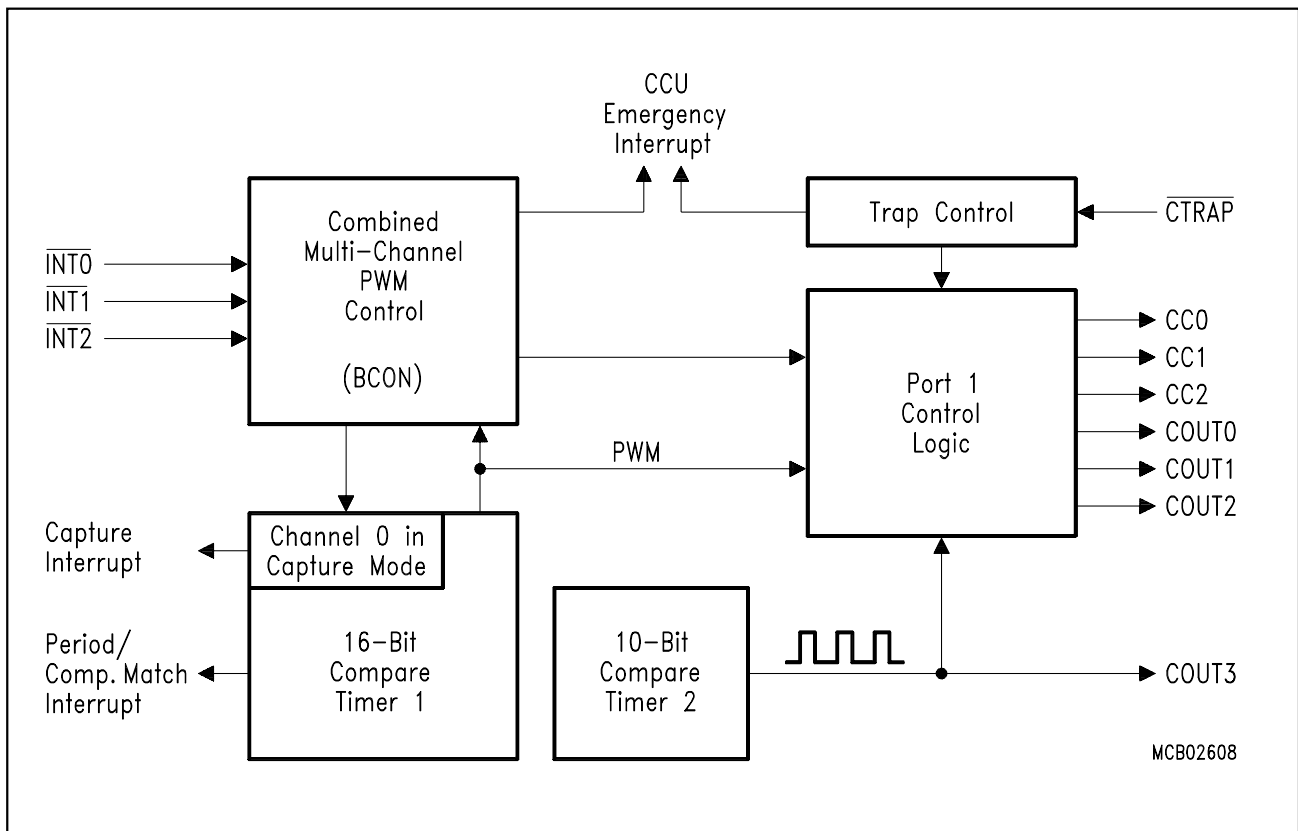 CCU
Emergency
Interrupt
Combined
Multi-Channel
PWM
Control
(BCON)
Trap Control
CTRAP
INT0
INT1
INT2
Port 1
Control
Logic
CC0
CC1
CC2
COUT0
COUT1
COUT2
PWM
Capture
Interrupt
Channel 0 in
Capture Mode
Period/
Comp. Match
Interrupt
16-Bit
Compare
Timer 1
10-Bit
Compare
Timer 2
COUT3
MCB02608